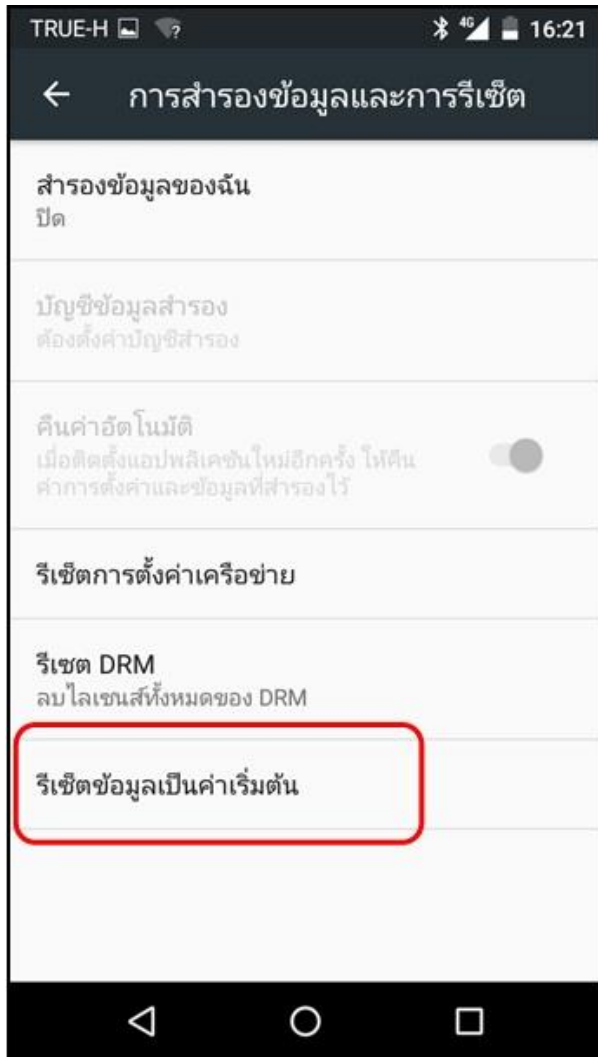 TRUE-H 4G 16:21
การสำรองข้อมูลและการรีเซ็ต
สำรองข้อมูลของฉัน
ปิด
บัญชีข้อมูลสำรอง
ต้องตั้งค่าบัญชีสำรอง
คืนค่าอัตโนมัติ
เมื่อติดตั้งแอปพลิเคชันใหม่อีกครั้ง ให้คืน
ค่าการตั้งค่าและข้อมูลที่สำรองไว้
รีเซ็ตการตั้งค่าเครือข่าย
รีเซต DRM
ลบไลเซนส์ทั้งหมดของ DRM
รีเซ็ตข้อมูลเป็นค่าเริ่มต้น